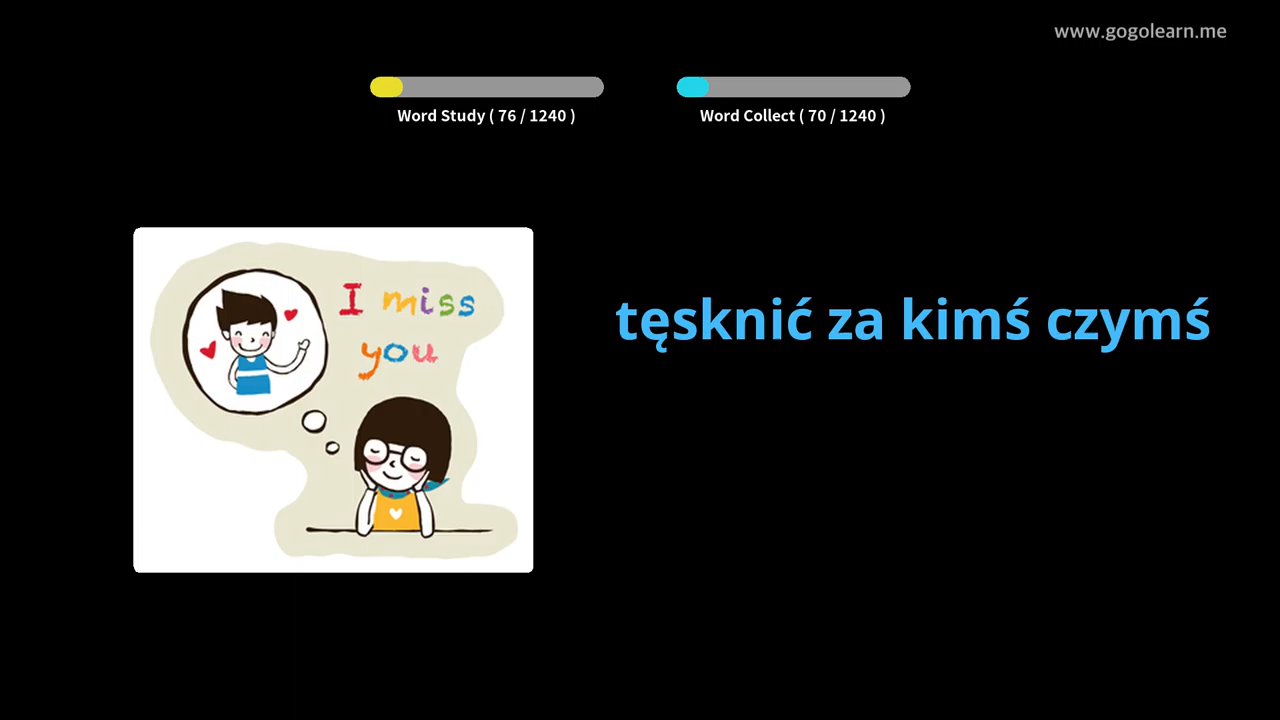 www.gogolearn.me
Word Study ( 76 / 1240 )
Word Collect ( 70 / 1240 )
I miss
you
tęsknić za kimś czymś